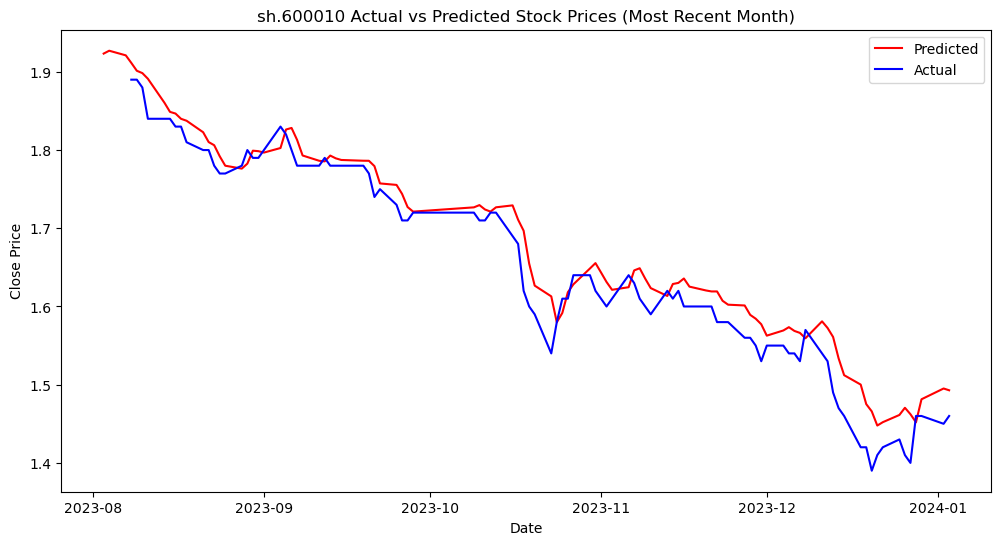 sh.600010 Actual vs Predicted Stock Prices (Most Recent Month)
Predicted
Actual
Close Price
1.9
1.8
1.7
1.6
1.5
1.4
2023-08
2023-09
2023-10
2023-11
2023-12
2024-01
Date